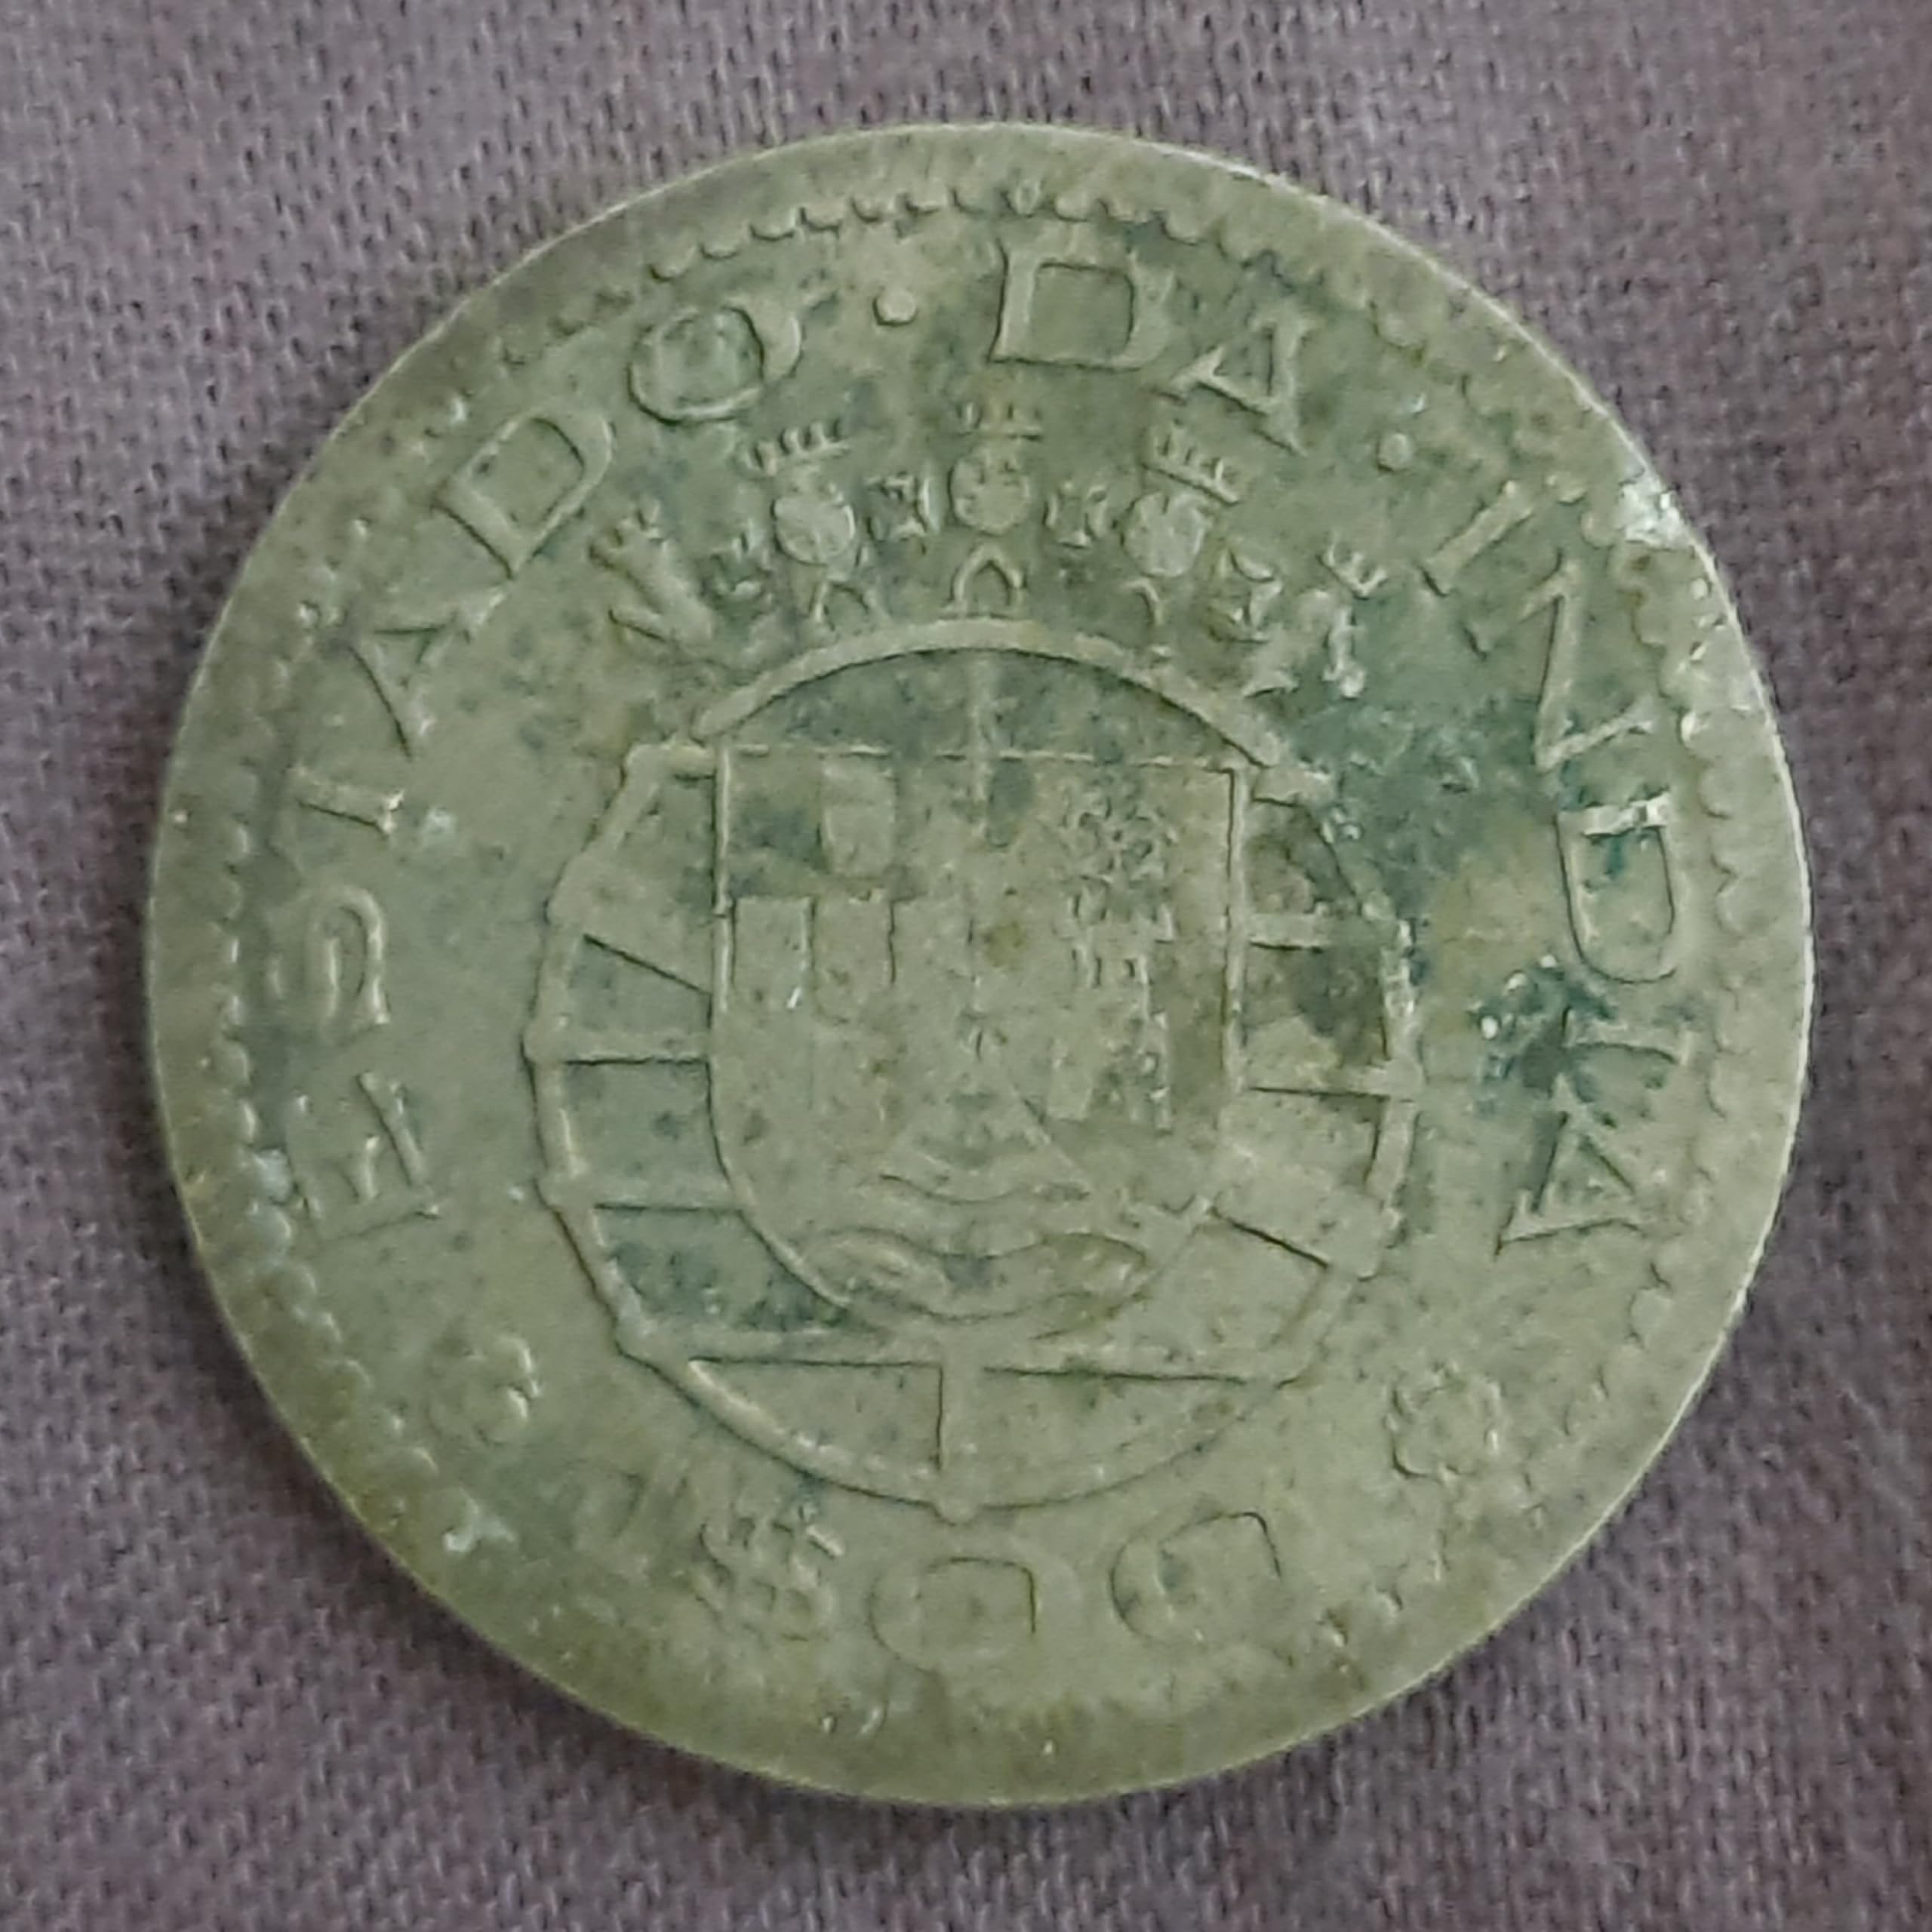 ESTADO · DA · INDIA
1$00